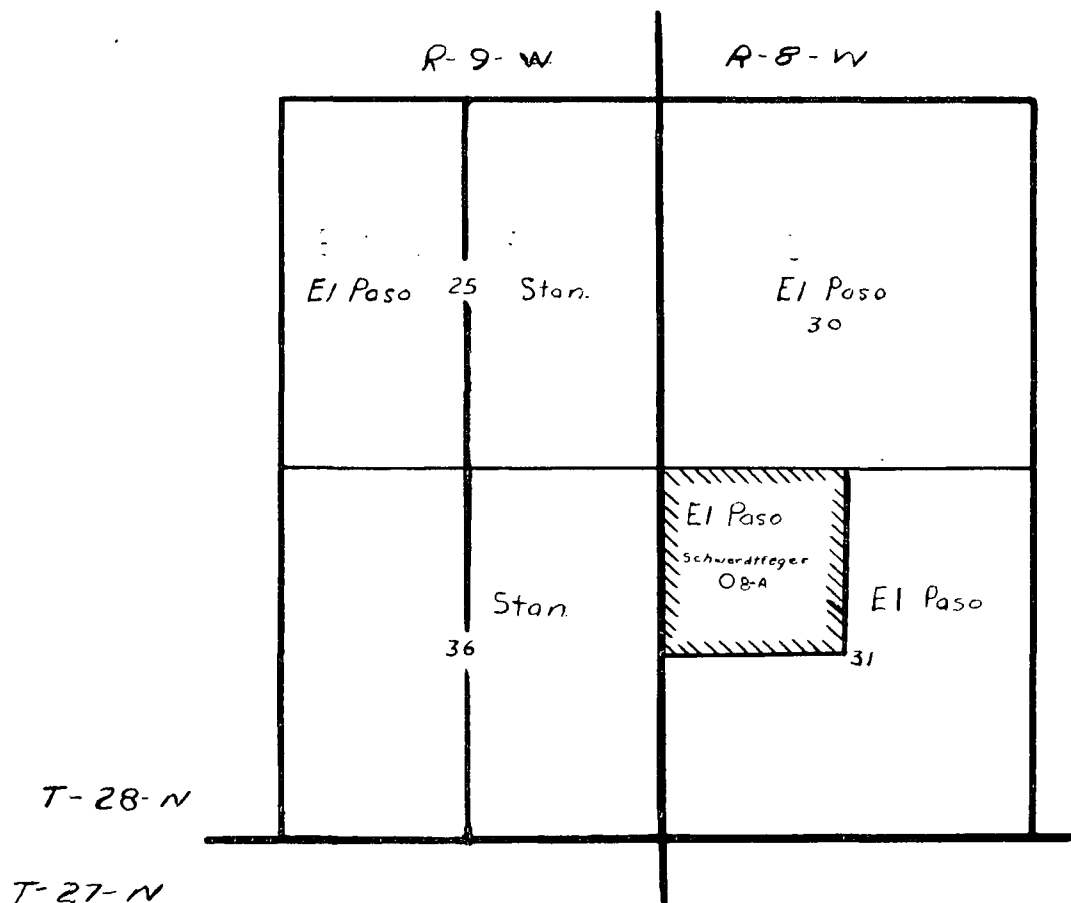 R-9-W. R-8-W
El Paso 25 Stan. El Paso
30
El Paso
Schwerdtfeger
O 8-A
Stan. El Paso
36 31
T-28-N
T-27-N